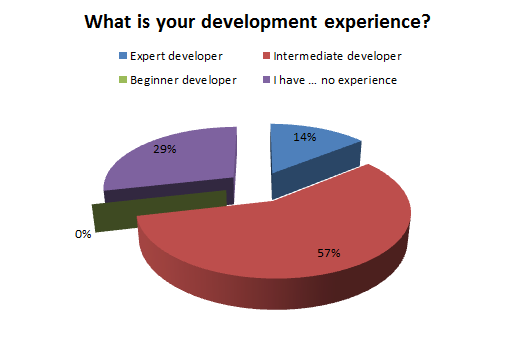 What is your development experience?
Expert developer
Intermediate developer
Beginner developer
I have ... no experience
14%
29%
0%
57%